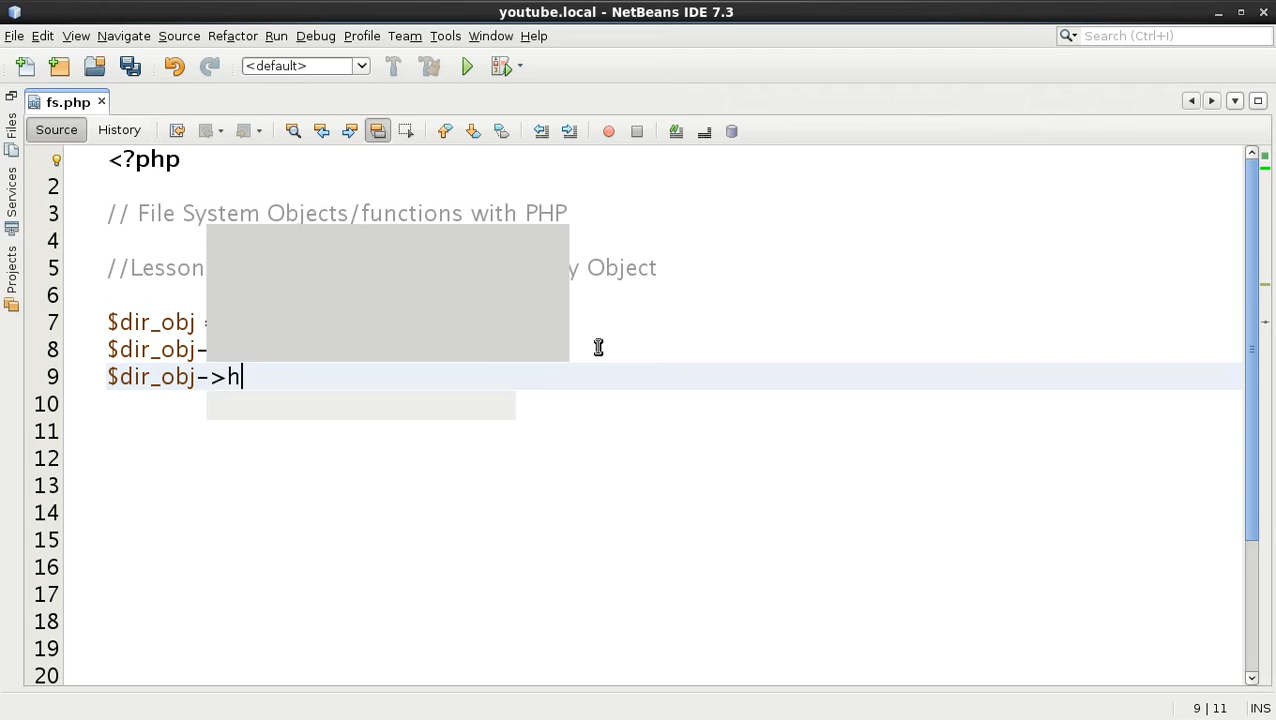 youtube.local - NetBeans IDE 7.3
File Edit View Navigate Source Refactor Run Debug Profile Team Tools Window Help
Search (Ctrl+I)
<default>
fs.php
Source History
Files
Services
Projects
<?php
2
3 // File System Objects/functions with PHP
4
5 //Lesson y Object
6
7 $dir_obj
8 $dir_obj-
9 $dir_obj->h
10
11
12
13
14
15
16
17
18
19
20
9 | 11 INS